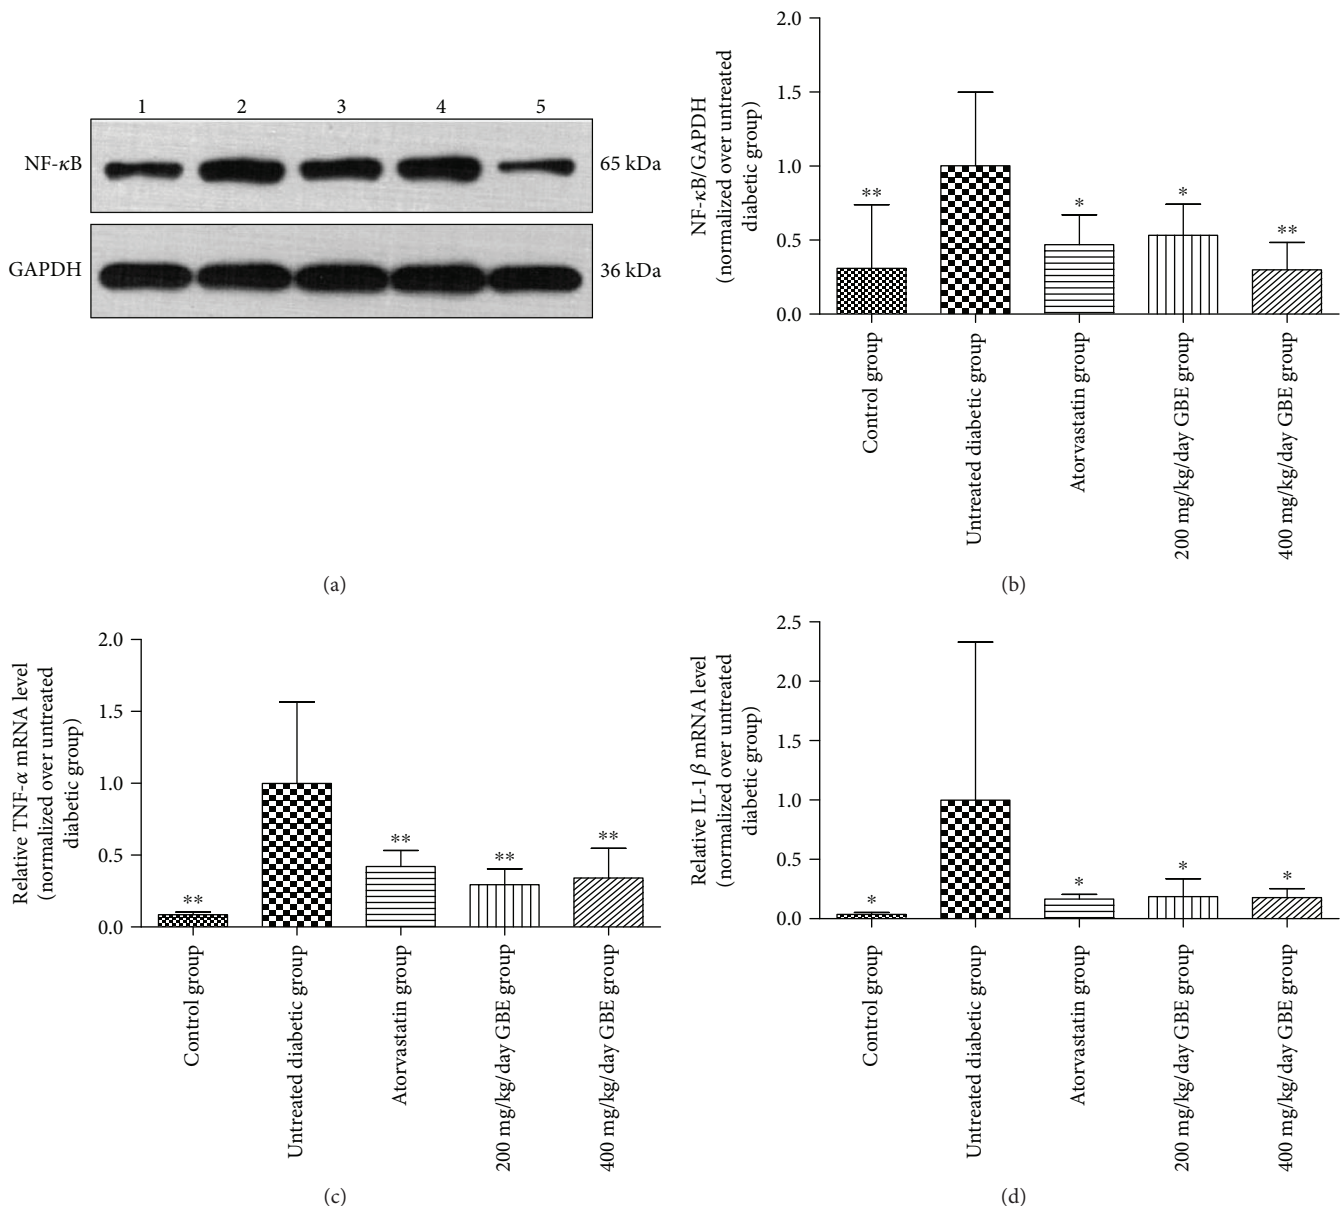 1 2 3 4 5
NF-κB 65 kDa
GAPDH 36 kDa
(a)
NF-κB/GAPDH
(normalized over untreated
diabetic group)
2.0
1.5
1.0
0.5
0.0
** * * **
Control group
Untreated diabetic group
Atorvastatin group
200 mg/kg/day GBE group
400 mg/kg/day GBE group
(b)
Relative TNF-α mRNA level
(normalized over untreated
diabetic group)
2.0
1.5
1.0
0.5
0.0
** ** ** **
Control group
Untreated diabetic group
Atorvastatin group
200 mg/kg/day GBE group
400 mg/kg/day GBE group
(c)
Relative IL-1β mRNA level
(normalized over untreated
diabetic group)
2.5
2.0
1.5
1.0
0.5
0.0
* * * *
Control group
Untreated diabetic group
Atorvastatin group
200 mg/kg/day GBE group
400 mg/kg/day GBE group
(d)